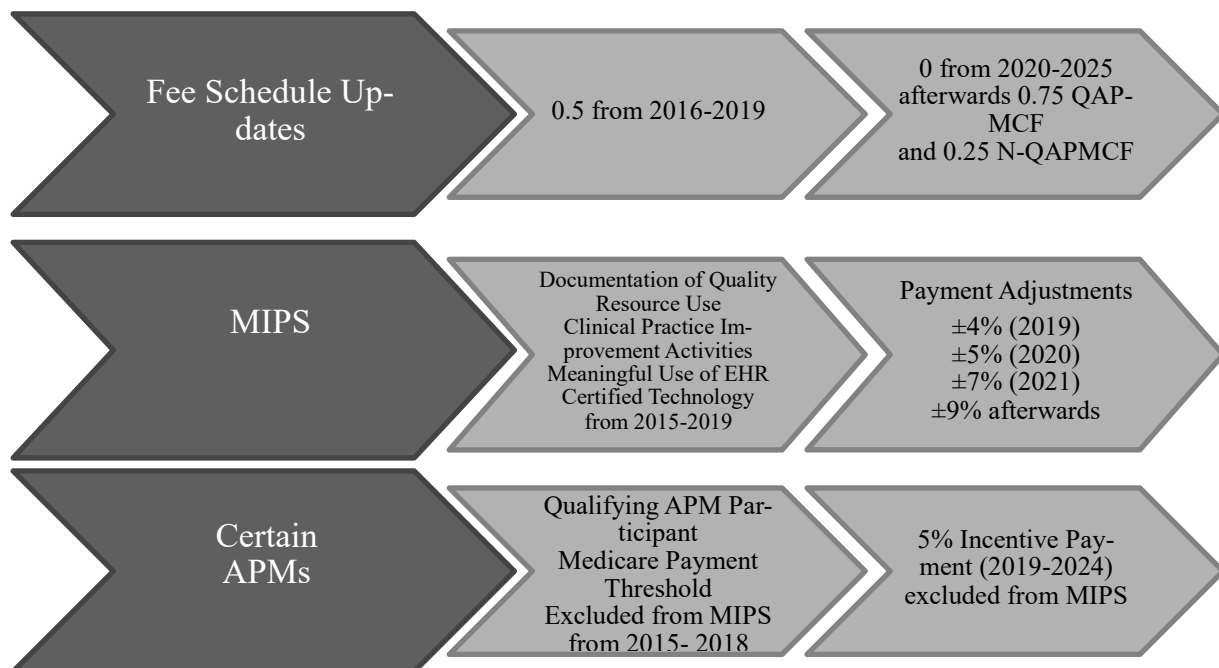 Fee Schedule Up-
dates
0.5 from 2016-2019
0 from 2020-2025
afterwards 0.75 QAP-
MCF
and 0.25 N-QAPMCF
MIPS
Documentation of Quality
Resource Use
Clinical Practice Im-
provement Activities
Meaningful Use of EHR
Certified Technology
from 2015-2019
Payment Adjustments
±4% (2019)
±5% (2020)
±7% (2021)
±9% afterwards
Certain
APMs
Qualifying APM Par-
ticipant
Medicare Payment
Threshold
Excluded from MIPS
from 2015- 2018
5% Incentive Pay-
ment (2019-2024)
excluded from MIPS